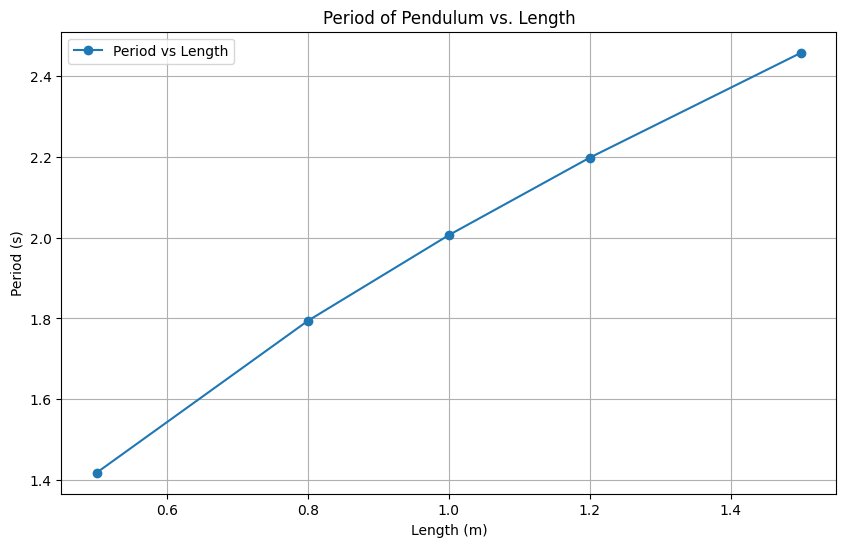 Period of Pendulum vs. Length
Period vs Length
Period (s)
2.4
2.2
2.0
1.8
1.6
1.4
0.6 0.8 1.0 1.2 1.4
Length (m)